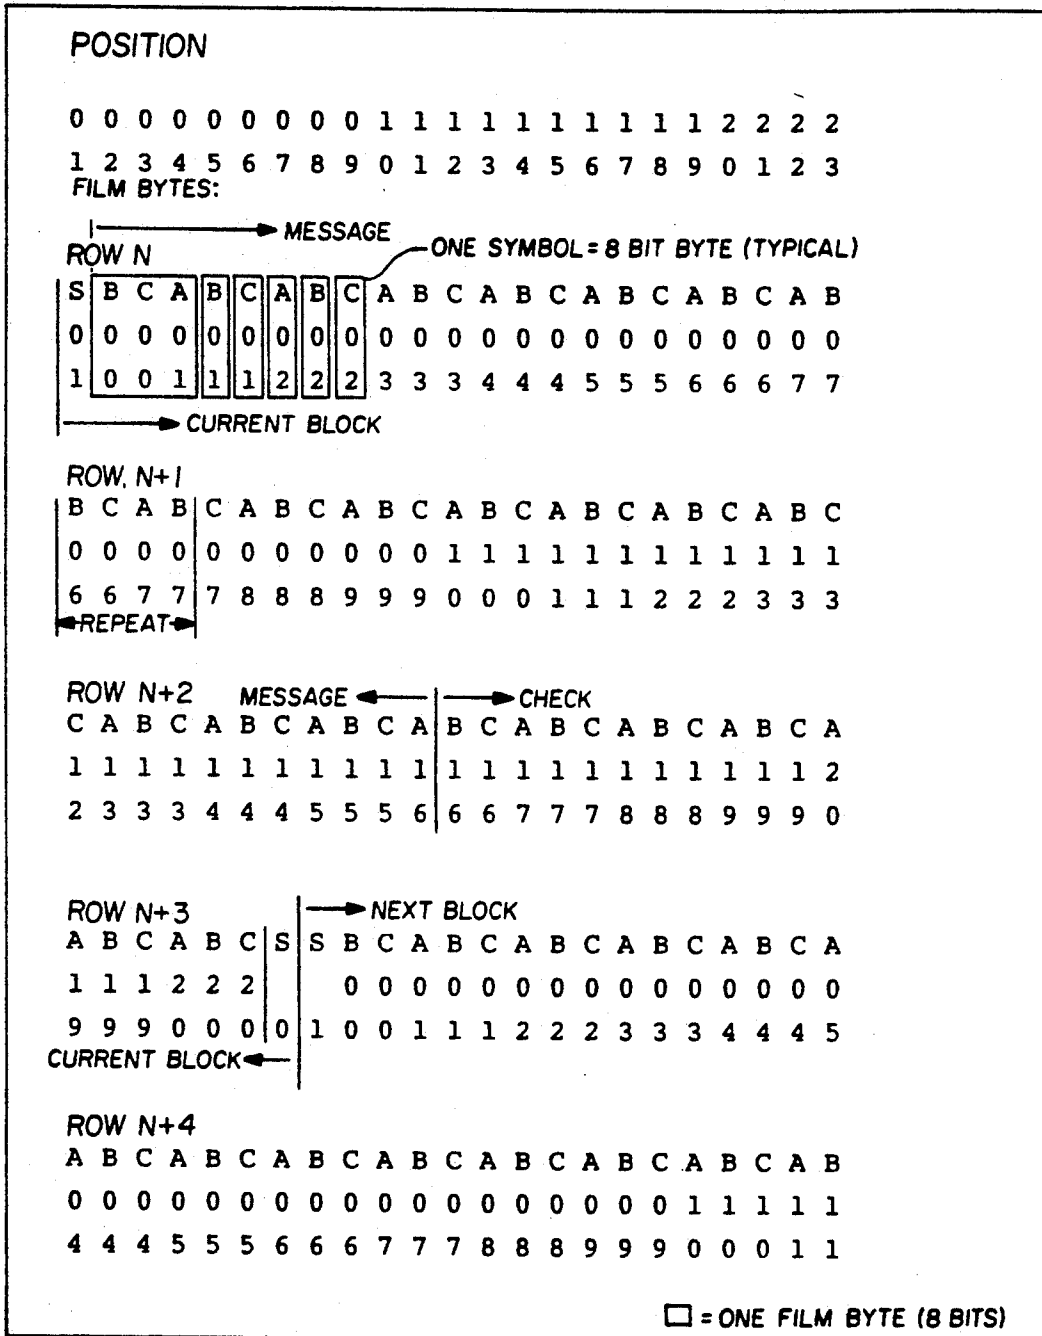 POSITION
0 0 0 0 0 0 0 0 0 1 1 1 1 1 1 1 1 1 1 2 2 2 2
1 2 3 4 5 6 7 8 9 0 1 2 3 4 5 6 7 8 9 0 1 2 3
FILM BYTES:
MESSAGE
ROW N
ONE SYMBOL = 8 BIT BYTE (TYPICAL)
S B C A B C A B C A B C A B C A B C A B C A B
0 0 0 0 0 0 0 0 0 0 0 0 0 0 0 0 0 0 0 0 0 0 0
1 0 0 1 1 1 2 2 2 3 3 3 4 4 4 5 5 5 6 6 6 7 7
CURRENT BLOCK
ROW, N+1
B C A B C A B C A B C A B C A B C A B C A B C
0 0 0 0 0 0 0 0 0 0 0 1 1 1 1 1 1 1 1 1 1 1 1
6 6 7 7 7 8 8 8 9 9 9 0 0 0 1 1 1 2 2 2 3 3 3
REPEAT
ROW N+2 MESSAGE CHECK
C A B C A B C A B C A B C A B C A B C A B C A
1 1 1 1 1 1 1 1 1 1 1 1 1 1 1 1 1 1 1 1 1 1 2
2 3 3 3 4 4 4 5 5 5 6 6 6 7 7 7 8 8 8 9 9 9 0
ROW N+3 NEXT BLOCK
A B C A B C S S B C A B C A B C A B C A B C A
1 1 1 2 2 2 0 0 0 0 0 0 0 0 0 0 0 0 0 0 0
9 9 9 0 0 0 0 1 0 0 1 1 1 2 2 2 3 3 3 4 4 4 5
CURRENT BLOCK
ROW N+4
A B C A B C A B C A B C A B C A B C A B C A B
0 0 0 0 0 0 0 0 0 0 0 0 0 0 0 0 0 0 1 1 1 1 1
4 4 4 5 5 5 6 6 6 7 7 7 8 8 8 9 9 9 0 0 0 1 1
= ONE FILM BYTE (8 BITS)